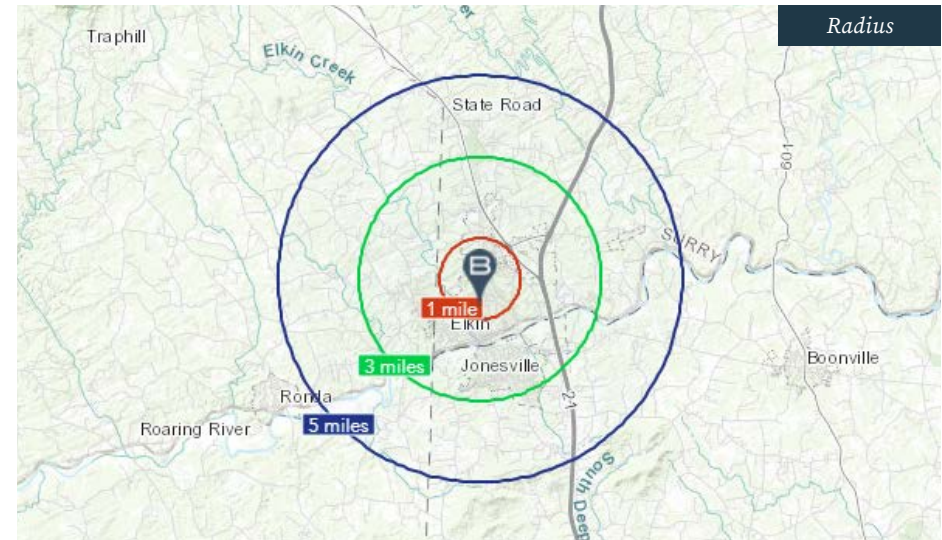 Radius
Traphill
er
Elkin Creek
State Road
601
SURRY
B
1 mile
Elkin
3 miles
Jonesville
Boonville
21
Ronda
5 miles
Roaring River
South Deep